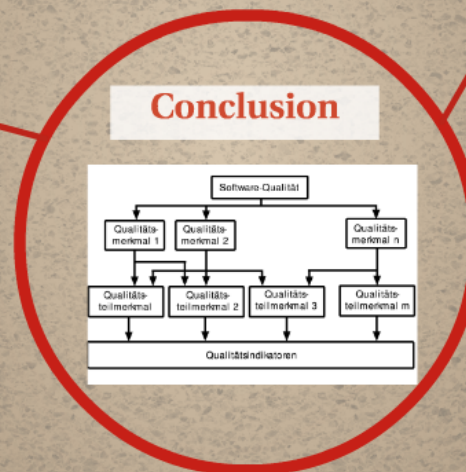 Conclusion
Software-Qualität
Qualitäts-
merkmal 1
Qualitäts-
merkmal 2
Qualitäts-
merkmal n
Qualitäts-
teilmerkmal
Qualitäts-
teilmerkmal 2
Qualitäts-
teilmerkmal 3
Qualitäts-
teilmerkmal m
Qualitätsindikatoren